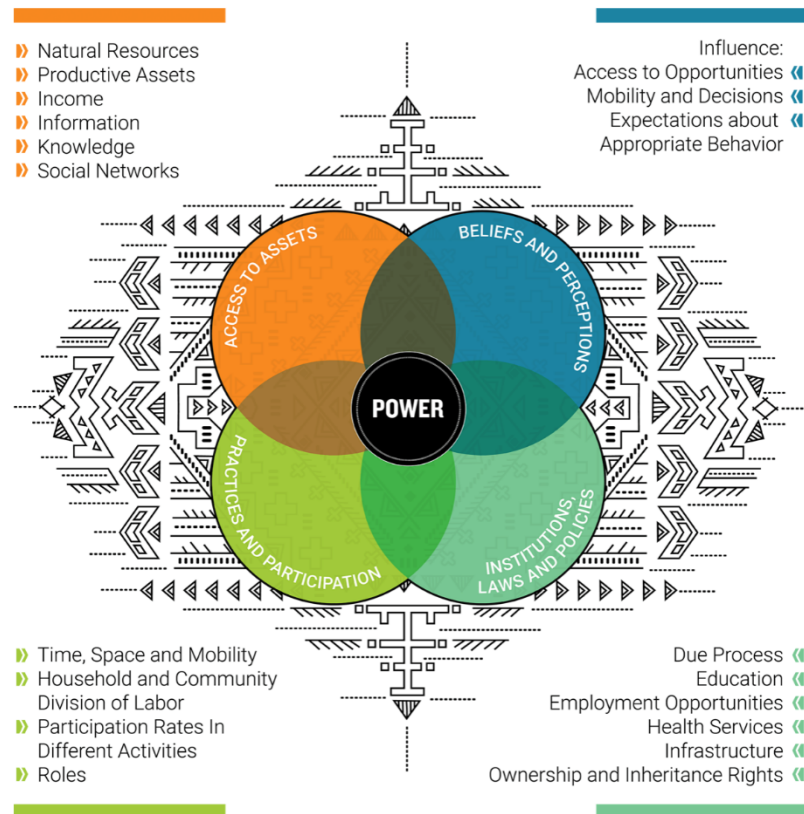 Natural Resources
Productive Assets
Income
Information
Knowledge
Social Networks
Influence:
Access to Opportunities
Mobility and Decisions
Expectations about
Appropriate Behavior
ACCESS TO ASSETS
BELIEFS AND PERCEPTIONS
POWER
PRACTICES AND PARTICIPATION
INSTITUTIONS,
LAWS AND POLICIES
Time, Space and Mobility
Household and Community
Division of Labor
Participation Rates In
Different Activities
Roles
Due Process
Education
Employment Opportunities
Health Services
Infrastructure
Ownership and Inheritance Rights